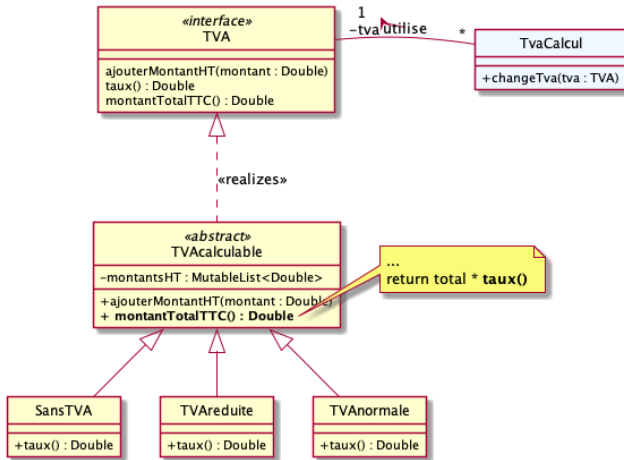 «interface»
TVA
ajouterMontantHT(montant : Double)
taux() : Double
montantTotalTTC() : Double
1
-tva
utilise
*
TvaCalcul
+changeTva(tva : TVA)
«realizes»
«abstract»
TVAcalculable
-montantsHT : MutableList<Double>
+ajouterMontantHT(montant : Double)
+ montantTotalTTC() : Double
...
return total * taux()
SansTVA
+taux() : Double
TVAreduite
+taux() : Double
TVAnormale
+taux() : Double